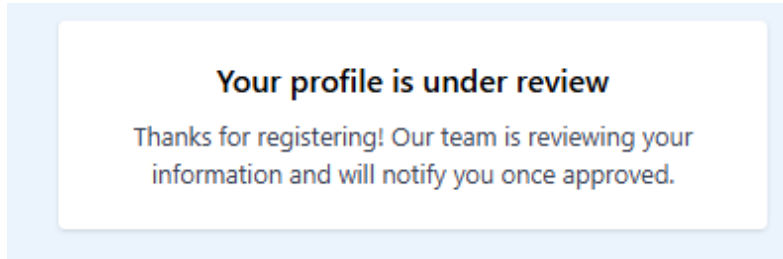 Your profile is under review
Thanks for registering! Our team is reviewing your
information and will notify you once approved.